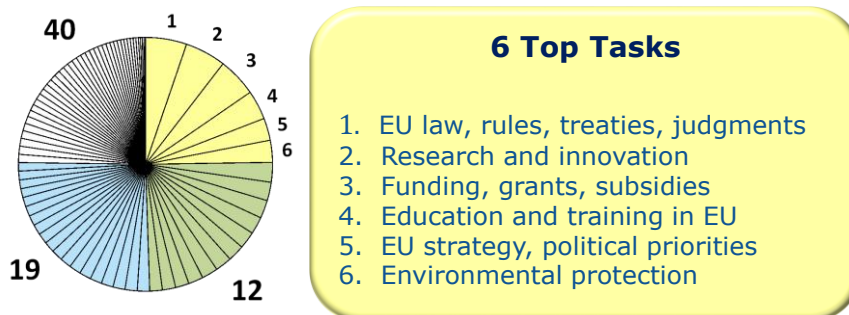 40
1
2
3
4
5
6
19
12
6 Top Tasks
1. EU law, rules, treaties, judgments
2. Research and innovation
3. Funding, grants, subsidies
4. Education and training in EU
5. EU strategy, political priorities
6. Environmental protection